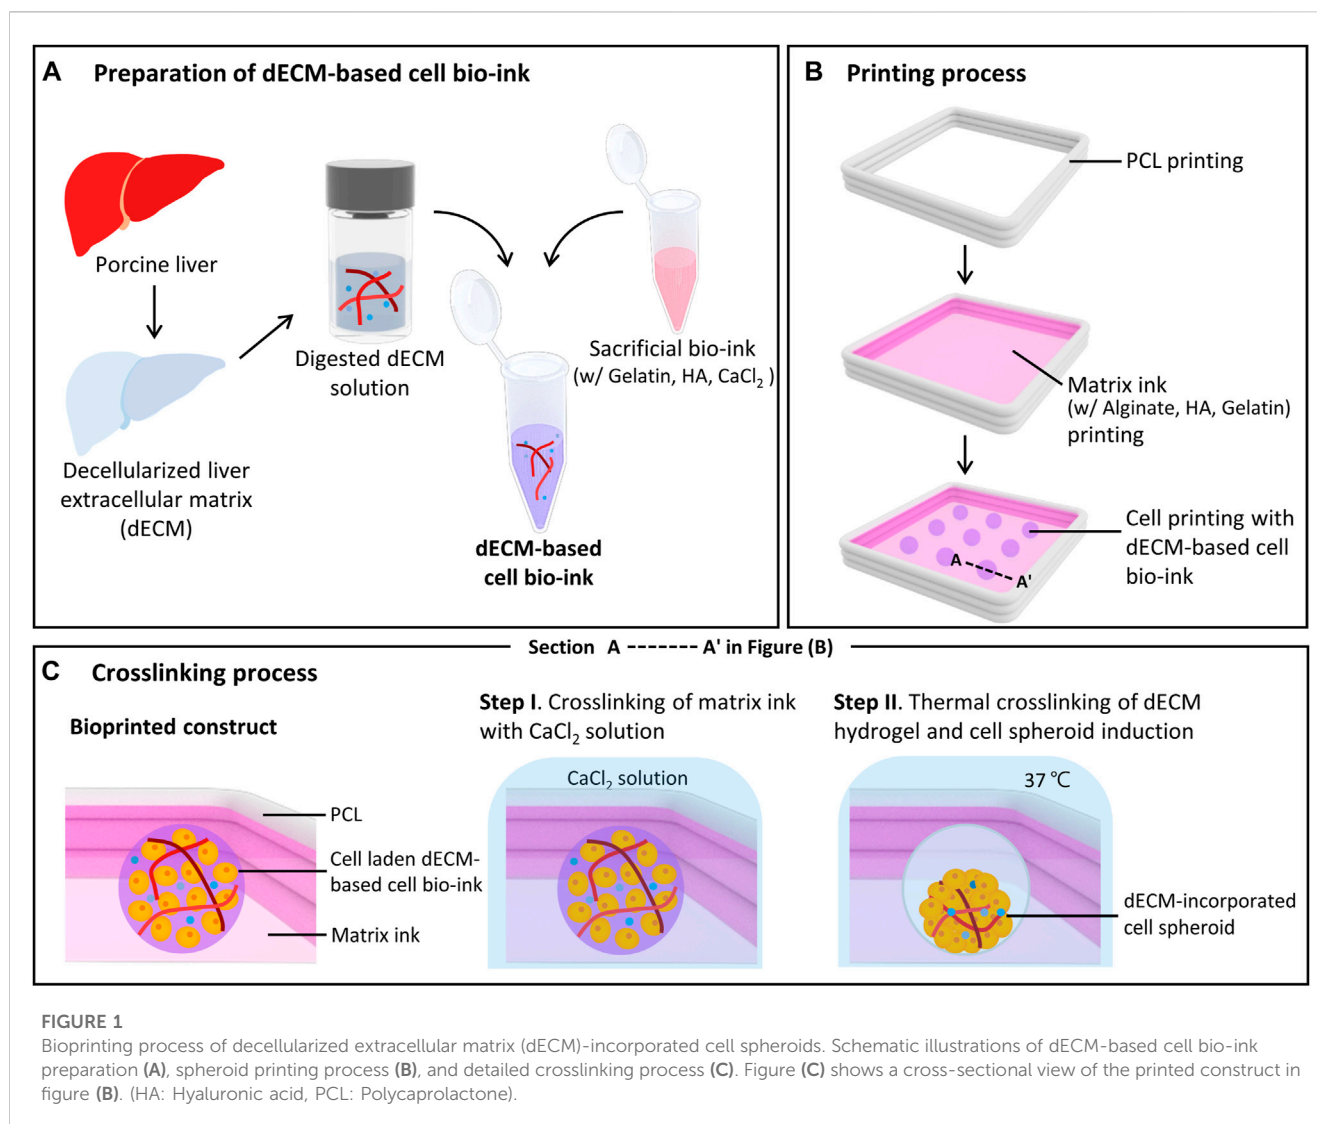 A Preparation of dECM-based cell bio-ink
Porcine liver
Decellularized liver
extracellular matrix
(dECM)
Digested dECM
solution
Sacrificial bio-ink
(w/ Gelatin, HA, CaCl₂ )
dECM-based
cell bio-ink
B Printing process
PCL printing
Matrix ink
(w/ Alginate, HA, Gelatin)
printing
Cell printing with
dECM-based cell
bio-ink
A
A'
Section A ------- A' in Figure (B)
C Crosslinking process
Bioprinted construct
PCL
Cell laden dECM-
based cell bio-ink
Matrix ink
Step I. Crosslinking of matrix ink
with CaCl₂ solution
CaCl₂ solution
Step II. Thermal crosslinking of dECM
hydrogel and cell spheroid induction
37 ℃
dECM-incorporated
cell spheroid
FIGURE 1
Bioprinting process of decellularized extracellular matrix (dECM)-incorporated cell spheroids. Schematic illustrations of dECM-based cell bio-ink
preparation (A), spheroid printing process (B), and detailed crosslinking process (C). Figure (C) shows a cross-sectional view of the printed construct in
figure (B). (HA: Hyaluronic acid, PCL: Polycaprolactone).